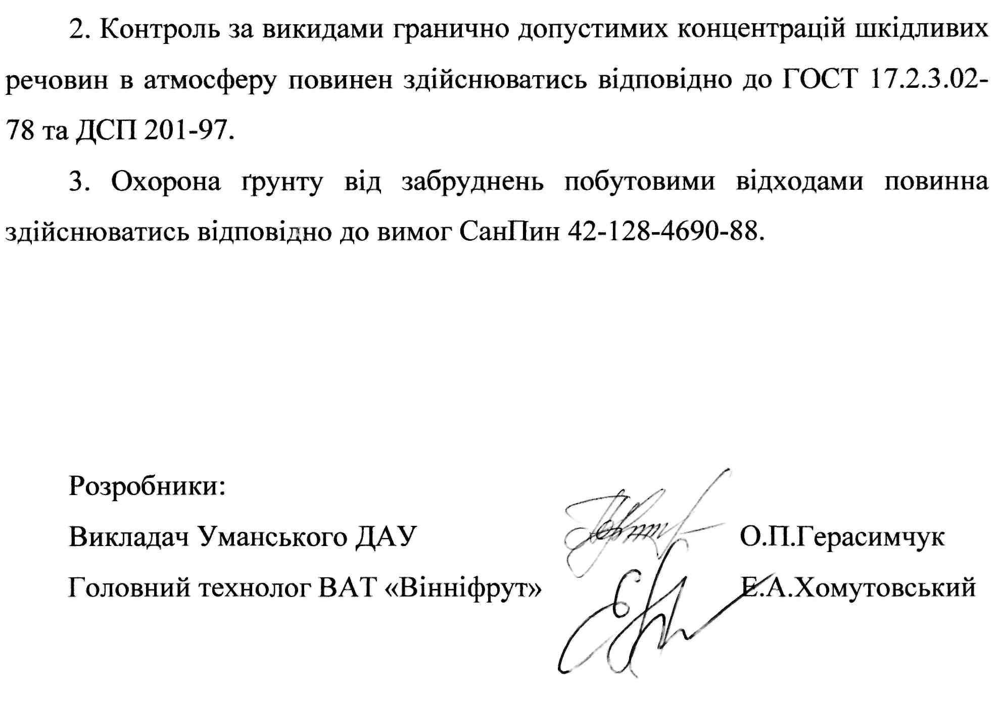 2. Контроль за викидами гранично допустимих концентрацій шкідливих
речовин в атмосферу повинен здійснюватись відповідно до ГОСТ 17.2.3.02-
78 та ДСП 201-97.
3. Охорона ґрунту від забруднень побутовими відходами повинна
здійснюватись відповідно до вимог СанПин 42-128-4690-88.
Розробники:
Викладач Уманського ДАУ О.П.Герасимчук
Головний технолог ВАТ «Вінніфрут» Е.А.Хомутовський